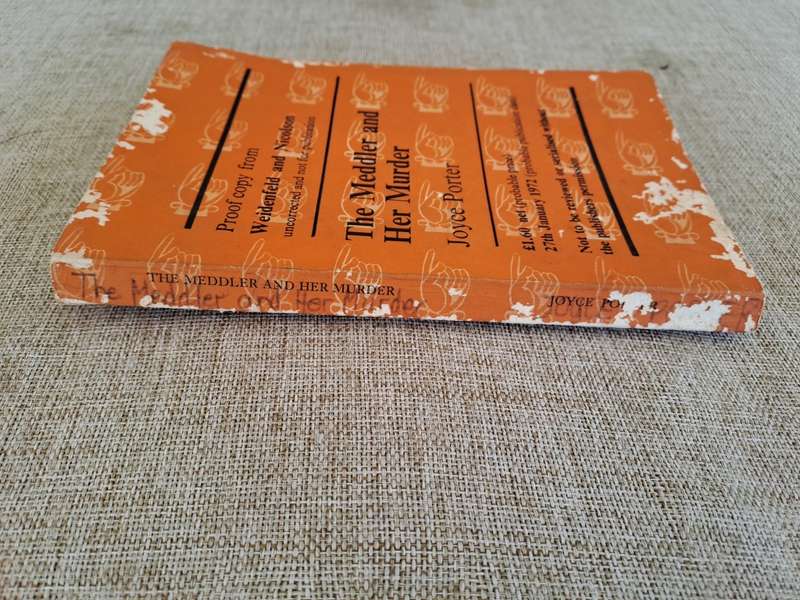 Proof copy from
Weidenfeld and Nicolson
uncorrected and not for publication
The Meddler and
Her Murder
Joyce Porter
£1.60 net (probable price)
27th January 1972 (probable publication date)
Not to be reviewed or serialised without
the publishers permission
THE MEDDLER AND HER MURDER
JOYCE PO R
The Meddler and Her Murder